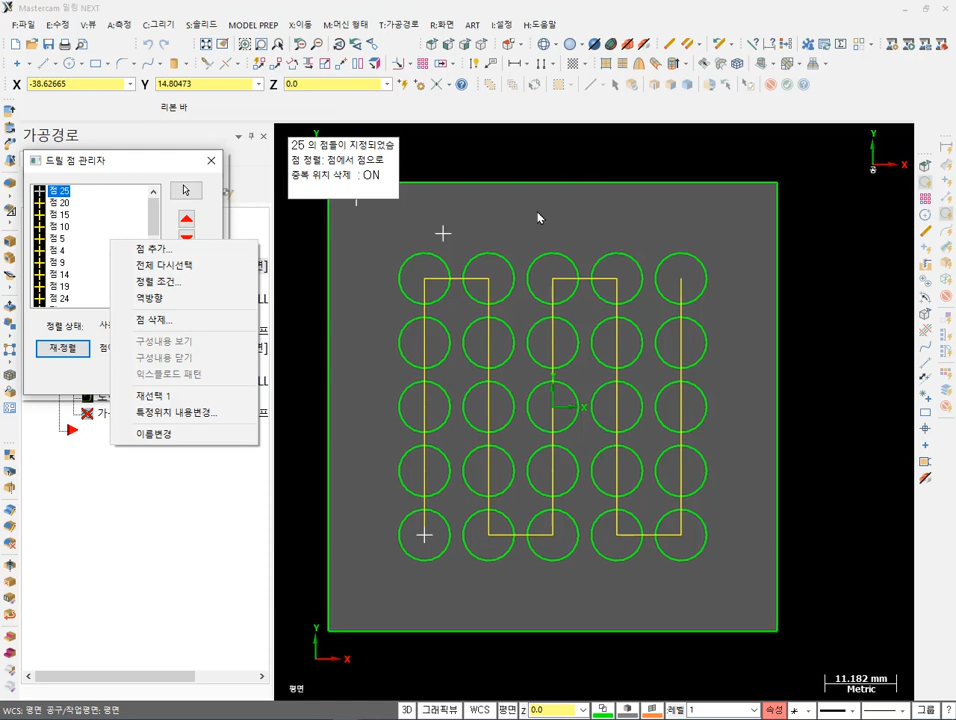 Mastercam 밀링 NEXT
F:파일 E:수정 V:뷰 A:측정 C:그리기 S:솔리드 MODEL PREP X:이동 M:머신 형태 T:가공경로 R:화면 ART I:설정 H:도움말
X -38.62665 Y 14.80473 Z 0.0
리본 바
가공경로
드릴 점 관리자
점 25
점 20
점 15
점 10
점 5
점 4
점 9
점 14
점 19
점 24
정렬 상태:
재-정렬
점 추가...
전체 다시선택
정렬 조건...
역방향
점 삭제...
구성내용 보기
구성내용 닫기
익스플로드 패턴
재선택 1
특정위치 내용변경...
이름변경
25 의 점들이 지정되었습
점 정렬: 점에서 점으로
중복 위치 삭제 : ON
Y
X
공
X
Y
X
평면
11.182 mm
Metric
WCS: 평면 공구/작업평면: 평면
3D 그래픽뷰 WCS 평면 Z 0.0 레벨 1 속성 그룹 ?